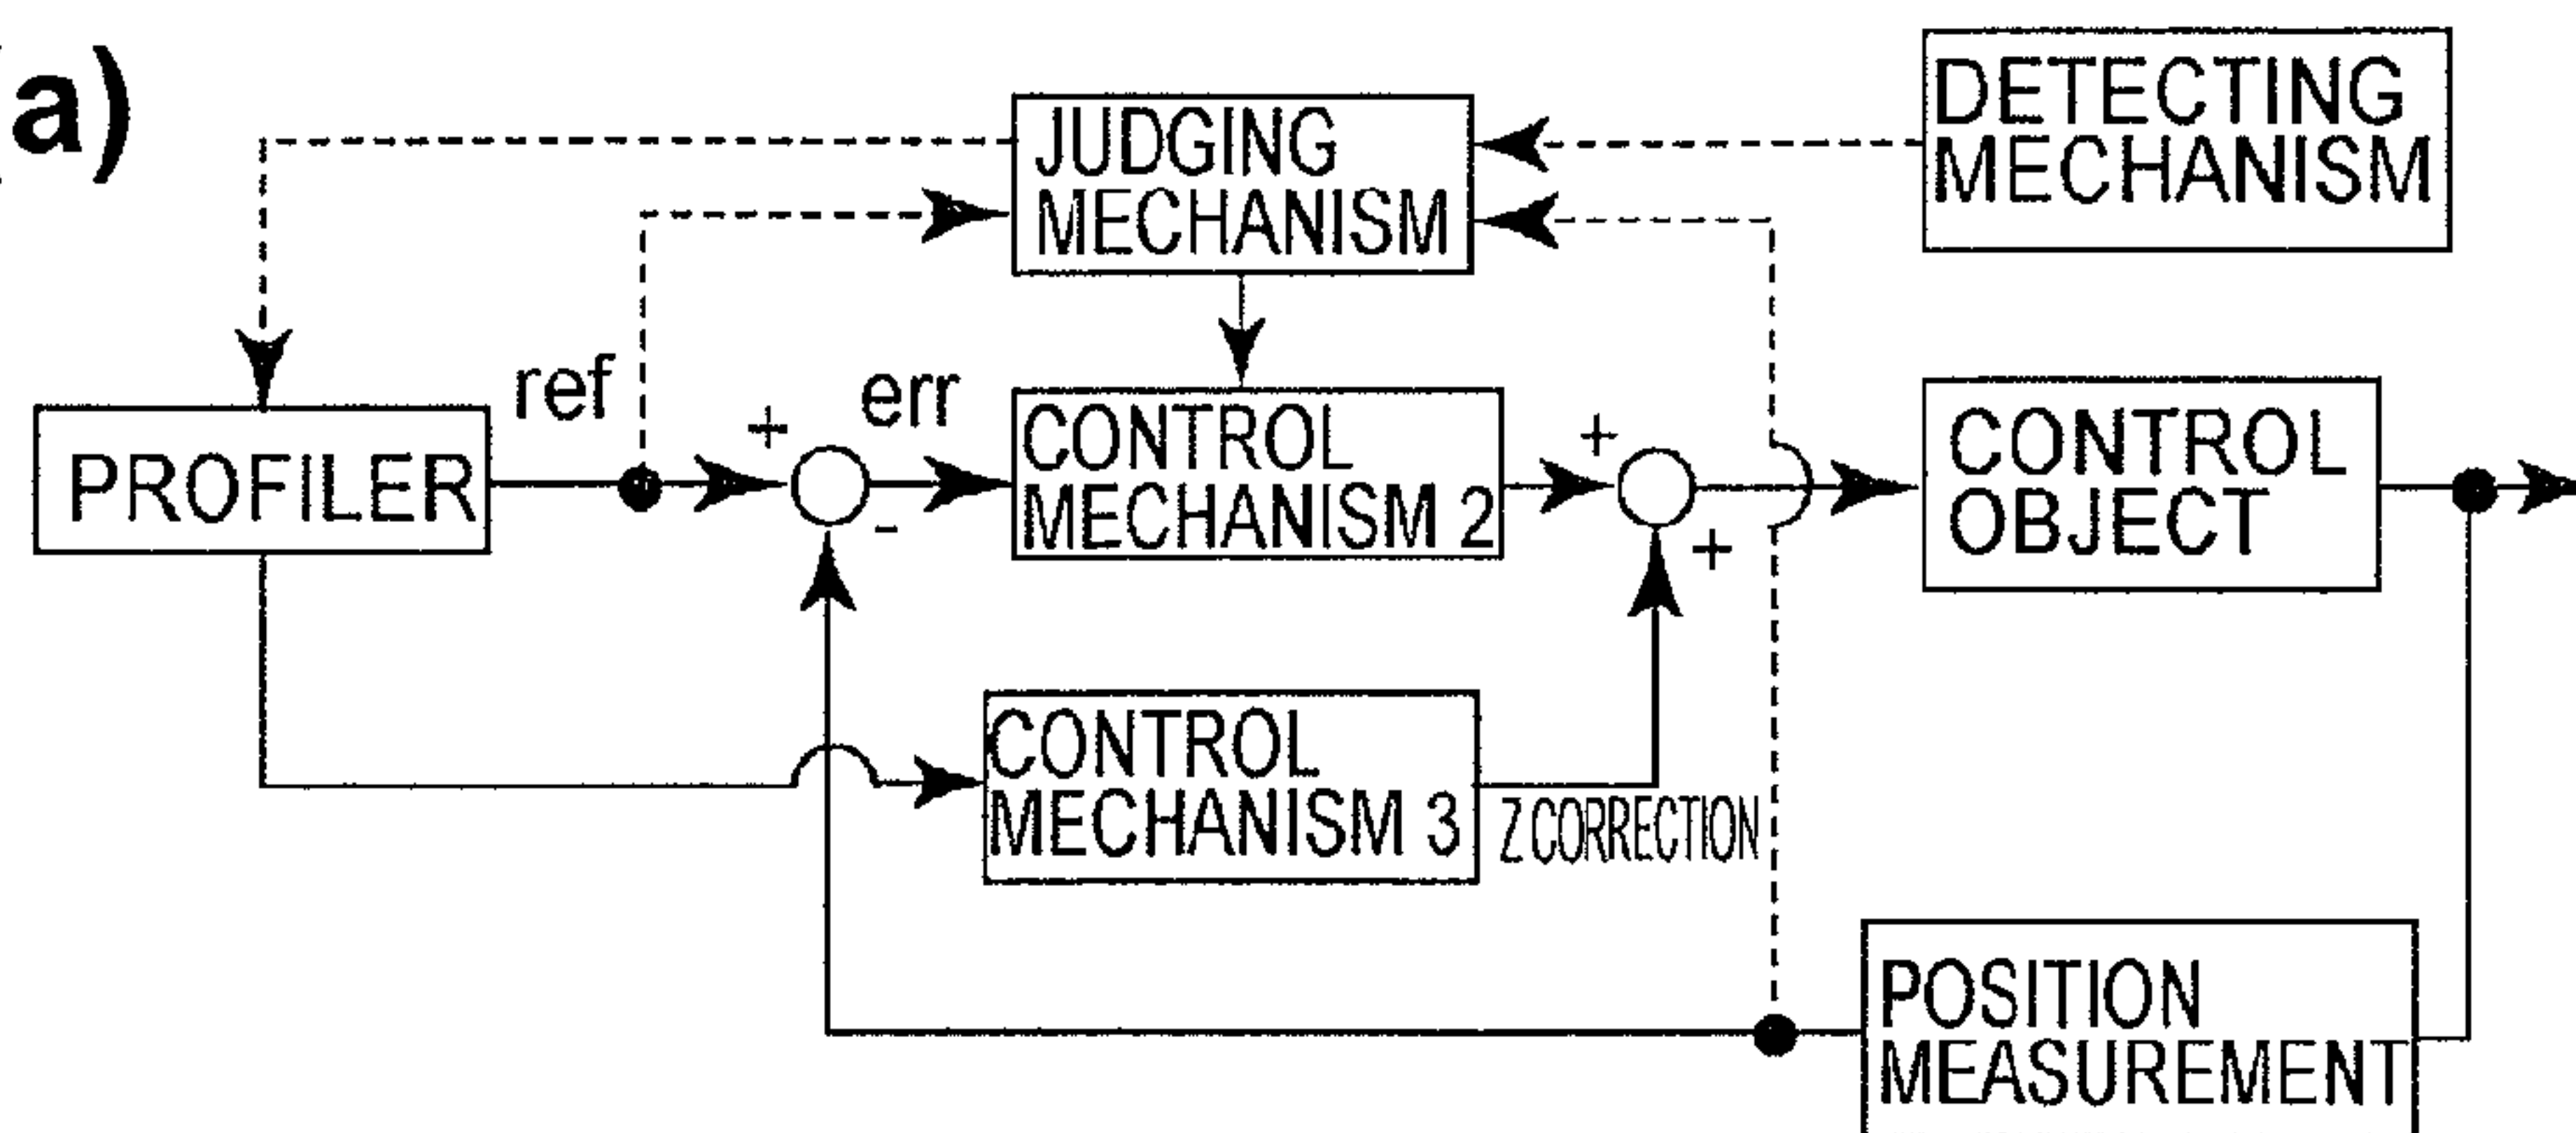 (a)
DETECTING
MECHANISM
JUDGING
MECHANISM
PROFILER
ref
+
err
-
CONTROL
MECHANISM 2
+
+
CONTROL
OBJECT
CONTROL
MECHANISM 3
Z CORRECTION
POSITION
MEASUREMENT